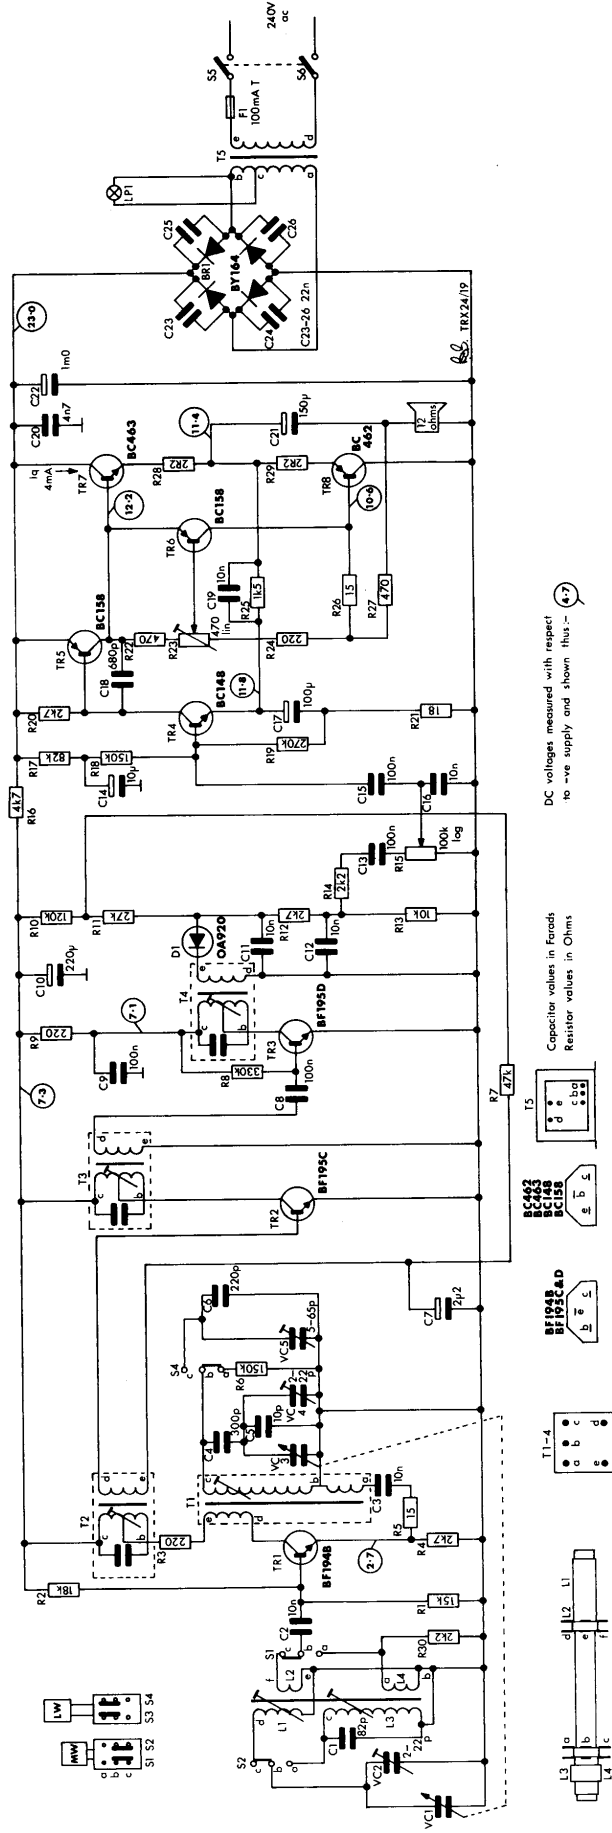 MW
LW
S1 S2
S3 S4
a
b
c
VC1
VC2
2-
22
p
S2
c
b
a
C1
82p
d
L1
L3
e
f
L2
L4
a
b
S1
c
b
a
R30
2k2
C2
10n
R1
15k
R2
18k
TR1
BF194B
2·7
R4
2k7
R5
15
C3
10n
R3
220
T2
c
b
d
e
T1
e
d
c
b
a
C4
300p
C5
10p
VC
3
VC
4
2-
22
p
R6
150k
S4
c
b
a
VC5
5-65p
C6
220p
C7
2µ2
TR2
BF195C
T3
c
b
d
e
7·3
C8
100n
R8
330k
C9
100n
R9
220
7·1
TR3
BF195D
T4
c
b
e
d
D1
OA920
C10
220µ
R10
120k
R11
27k
C11
10n
R12
2k7
C12
10n
R13
10k
R14
2k2
C13
100n
R15
100k
log
R7
47k
R16
4k7
R17
82k
R18
150k
C14
10µ
C15
100n
C16
10n
R19
270k
R20
2k7
TR4
BC148
C17
100µ
R21
18
11·8
TR5
BC158
C18
680p
R22
470
R23
470
lin
R24
220
C19
10n
R25
1k5
TR6
BC158
R26
15
R27
470
12·2
Iq
4mA
TR7
BC463
R28
2R2
11·4
R29
2R2
TR8
BC
462
10·6
C20
4n7
C21
150µ
C22
1m0
12
ohms
23·0
C23
C24
C25
C26
BR1
BY164
C23-26 22n
LP1
T5
b
c
a
e
d
F1
100mA T
S5
S6
240V
ac
TRX24/19
L3
L4
a
b
c
d
e
f
L2
L1
T1-4
a b c
e d
BF194B
BF195C&D
b e c
BC462
BC463
BC148
BC158
e b c
T5
d e
c b a
Capacitor values in Farads
Resistor values in Ohms
DC voltages measured with respect
to -ve supply and shown thus:-
4·7